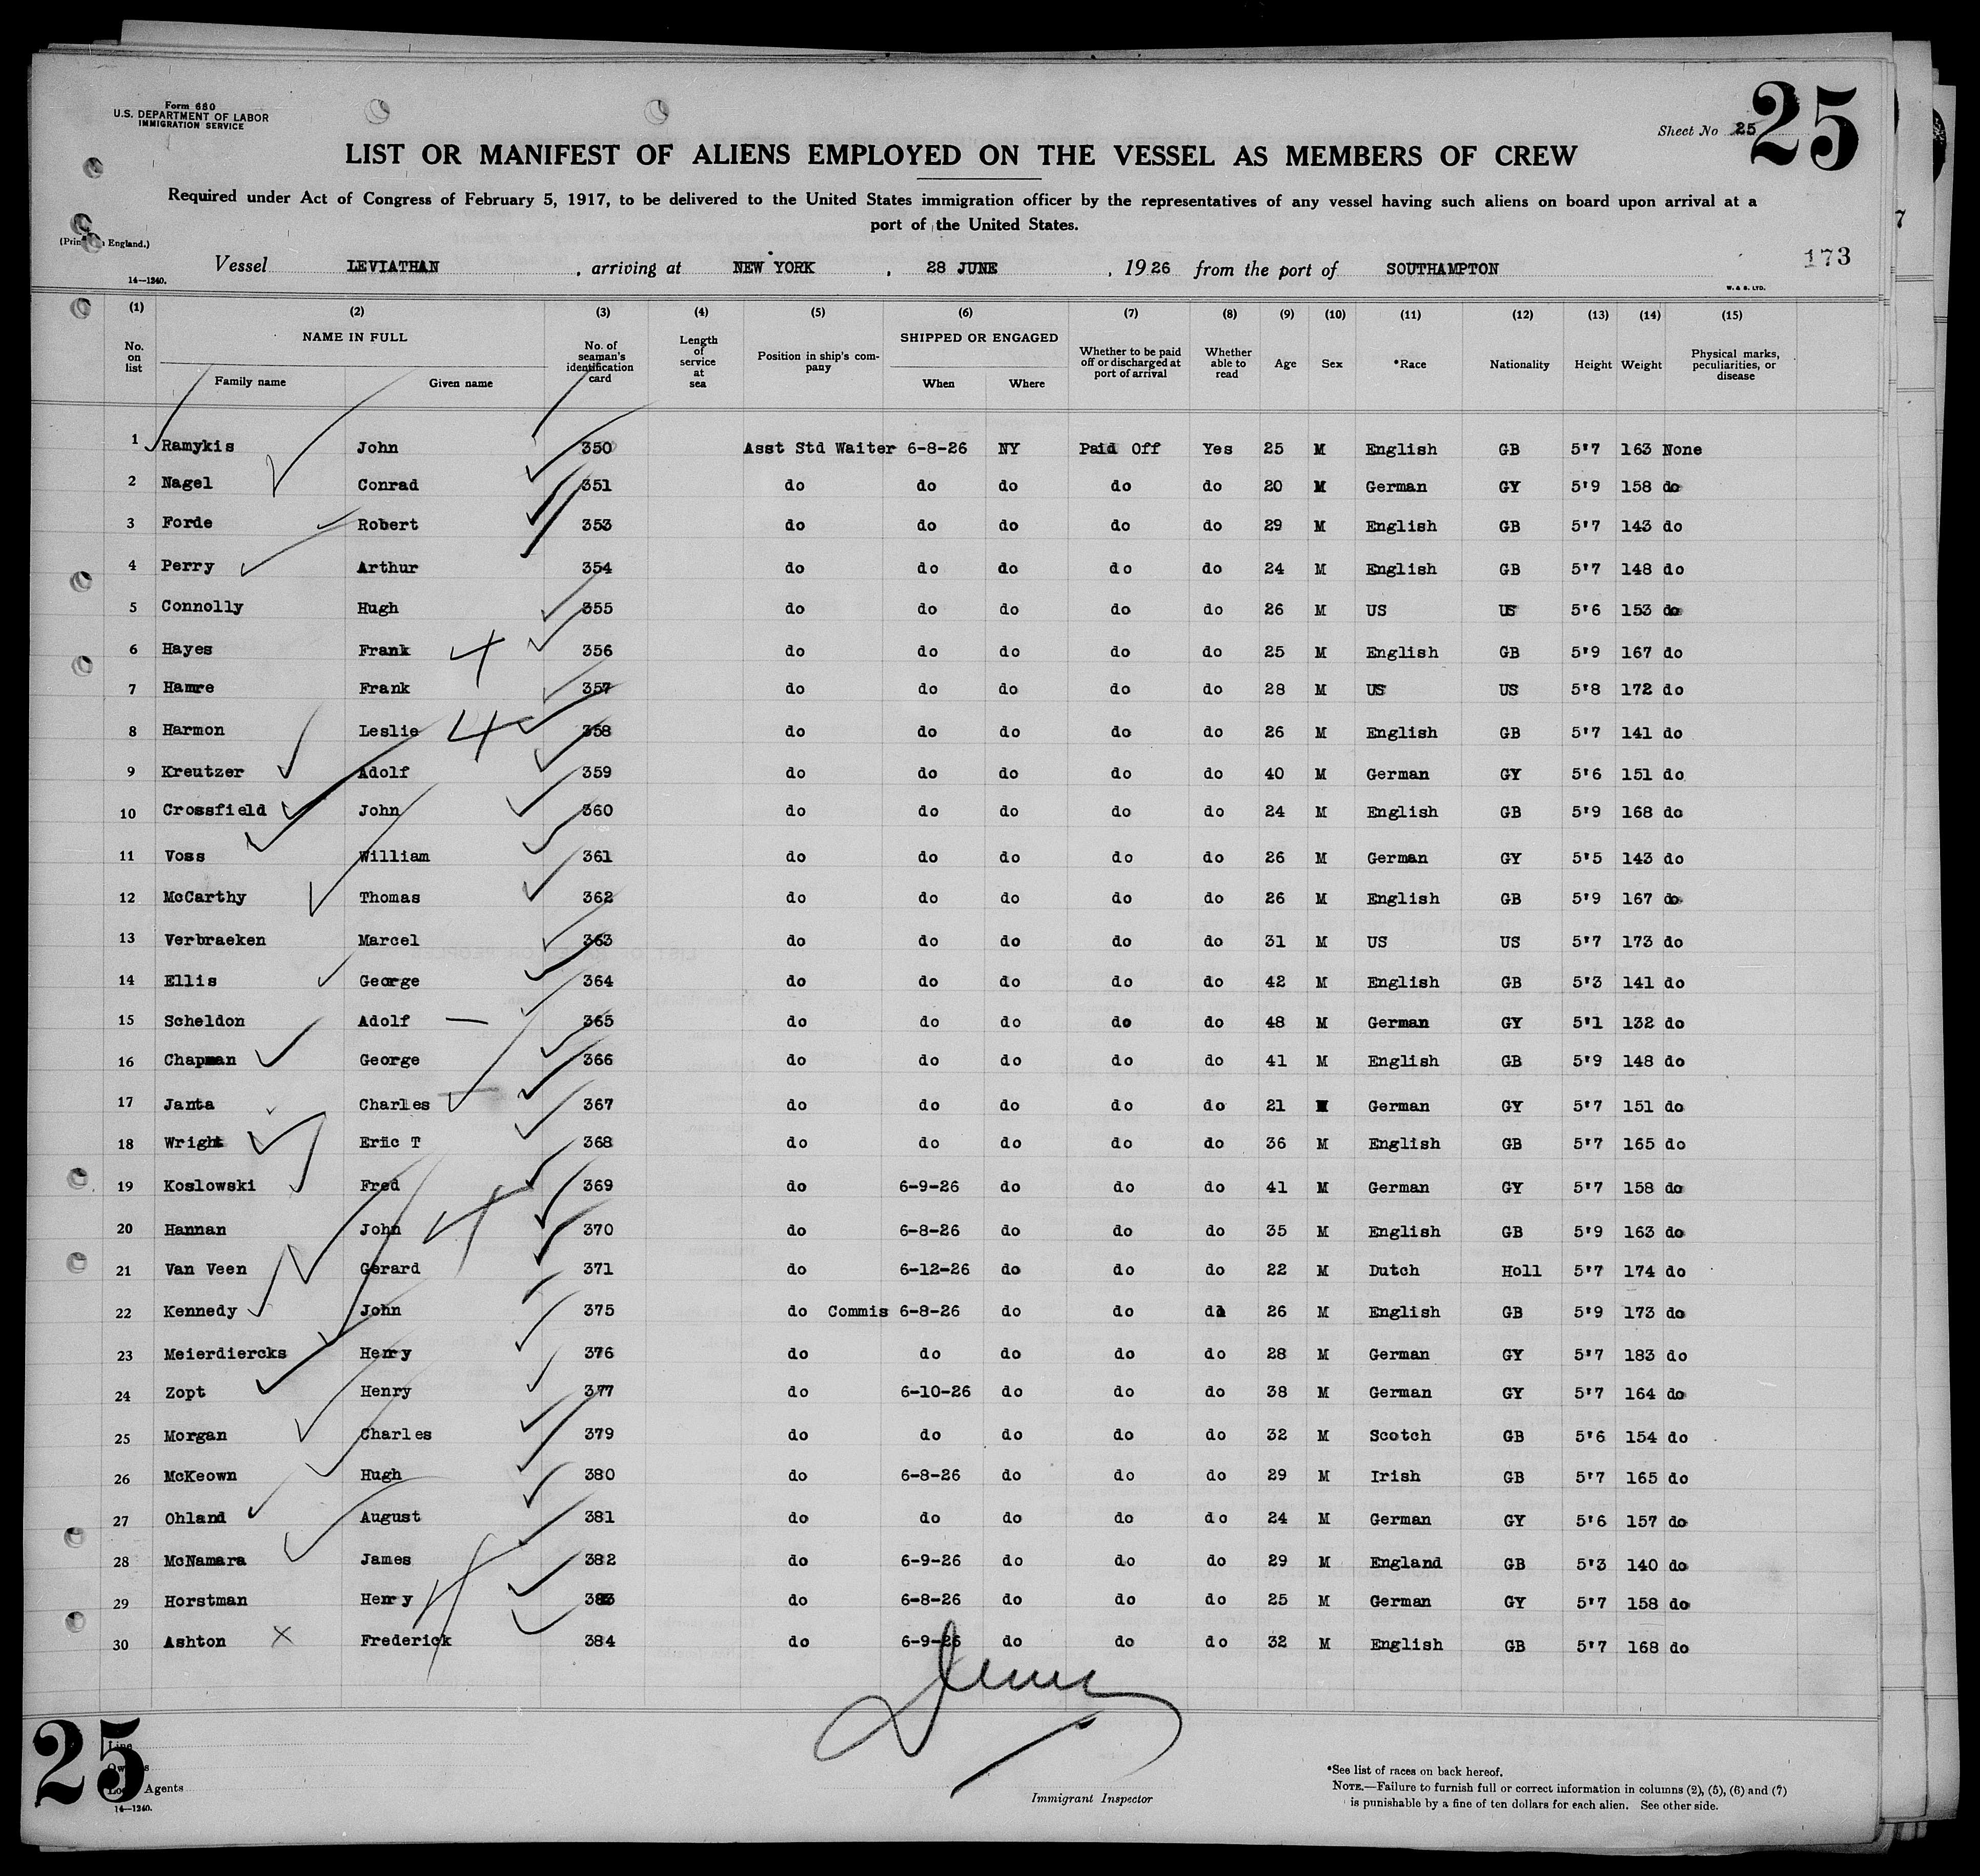 Form 680
U.S. DEPARTMENT OF LABOR
IMMIGRATION SERVICE
25
Sheet No 25
LIST OR MANIFEST OF ALIENS EMPLOYED ON THE VESSEL AS MEMBERS OF CREW
Required under Act of Congress of February 5, 1917, to be delivered to the United States immigration officer by the representatives of any vessel having such aliens on board upon arrival at a
port of the United States.
England.)
173
Vessel LEVIATHAN , arriving at NEW YORK , 28 JUNE , 1926 from the port of SOUTHAMPTON
14—1240.
W. & S. LTD.
(1) (2) (3) (4) (5) (6) (7) (8) (9) (10) (11) (12) (13) (14) (15)
No. on list NAME IN FULL Family name Given name No. of seaman's identification card Length of service at sea Position in ship's company SHIPPED OR ENGAGED When Where Whether to be paid off or discharged at port of arrival Whether able to read Age Sex *Race Nationality Height Weight Physical marks, peculiarities, or disease
1 Ramykis John 350 Asst Std Waiter 6-8-26 NY Paid Off Yes 25 M English GB 5'7 163 None
2 Nagel Conrad 351 do do do do do 20 M German GY 5'9 158 do
3 Forde Robert 353 do do do do do 29 M English GB 5'7 143 do
4 Perry Arthur 354 do do do do do 24 M English GB 5'7 148 do
5 Connolly Hugh 355 do do do do do 26 M US US 5'6 153 do
6 Hayes Frank 356 do do do do do 25 M English GB 5'9 167 do
7 Hamre Frank 357 do do do do do 28 M US US 5'8 172 do
8 Harmon Leslie 358 do do do do do 26 M English GB 5'7 141 do
9 Kreutzer Adolf 359 do do do do do 40 M German GY 5'6 151 do
10 Crossfield John 360 do do do do do 24 M English GB 5'9 168 do
11 Voss William 361 do do do do do 26 M German GY 5'5 143 do
12 McCarthy Thomas 362 do do do do do 26 M English GB 5'9 167 do
13 Verbraeken Marcel 363 do do do do do 31 M US US 5'7 173 do
14 Ellis George 364 do do do do do 42 M English GB 5'3 141 do
15 Scheldon Adolf 365 do do do do do 48 M German GY 5'1 132 do
16 Chapman George 366 do do do do do 41 M English GB 5'9 148 do
17 Janta Charles 367 do do do do do 21 M German GY 5'7 151 do
18 Wright Eric T 368 do do do do do 36 M English GB 5'7 165 do
19 Koslowski Fred 369 do 6-9-26 do do do 41 M German GY 5'7 158 do
20 Hannan John 370 do 6-8-26 do do do 35 M English GB 5'9 163 do
21 Van Veen Gerard 371 do 6-12-26 do do do 22 M Dutch Holl 5'7 174 do
22 Kennedy John 375 do Commis 6-8-26 do do do 26 M English GB 5'9 173 do
23 Meierdiercks Henry 376 do do do do do 28 M German GY 5'7 183 do
24 Zopt Henry 377 do 6-10-26 do do do 38 M German GY 5'7 164 do
25 Morgan Charles 379 do do do do do 32 M Scotch GB 5'6 154 do
26 McKeown Hugh 380 do 6-8-26 do do do 29 M Irish GB 5'7 165 do
27 Ohland August 381 do do do do do 24 M German GY 5'6 157 do
28 McNamara James 382 do 6-9-26 do do do 29 M England GB 5'3 140 do
29 Horstman Henry 383 do 6-8-26 do do do 25 M German GY 5'7 158 do
30 Ashton Frederick 384 do 6-9-26 do do do 32 M English GB 5'7 168 do
25
Line
Agents
14—1240.
Immigrant Inspector
*See list of races on back hereof.
NOTE.—Failure to furnish full or correct information in columns (2), (5), (6) and (7)
is punishable by a fine of ten dollars for each alien. See other side.